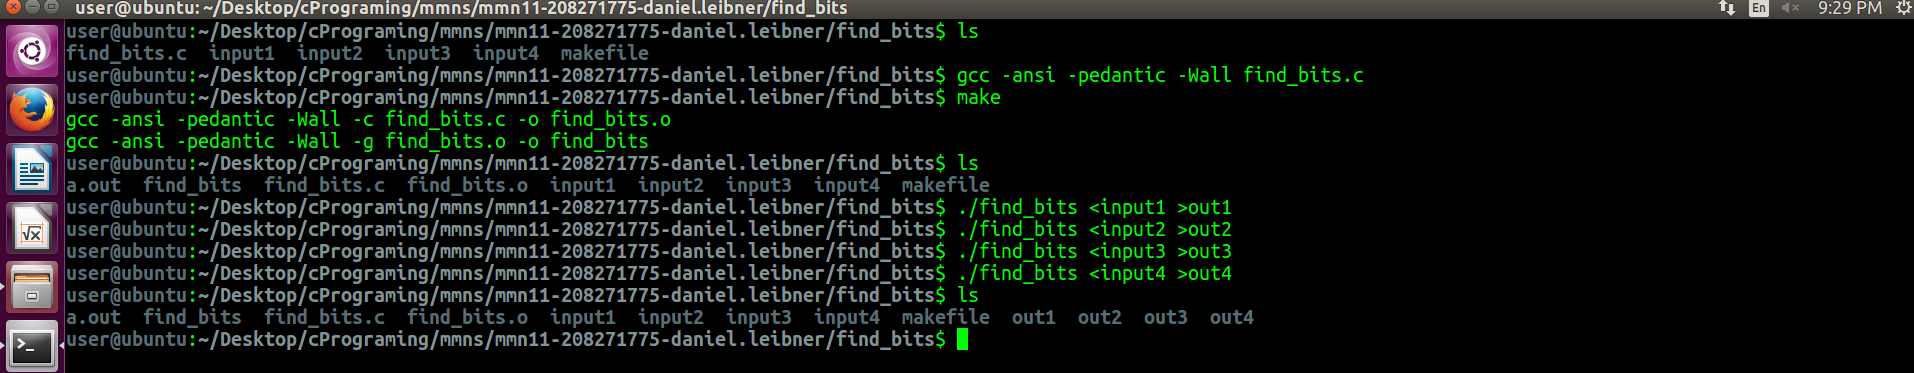 user@ubuntu: ~/Desktop/cPrograming/mmns/mmn11-208271775-daniel.leibner/find_bits En 9:29 PM
user@ubuntu:~/Desktop/cPrograming/mmns/mmn11-208271775-daniel.leibner/find_bits$ ls
find_bits.c input1 input2 input3 input4 makefile
user@ubuntu:~/Desktop/cPrograming/mmns/mmn11-208271775-daniel.leibner/find_bits$ gcc -ansi -pedantic -Wall find_bits.c
user@ubuntu:~/Desktop/cPrograming/mmns/mmn11-208271775-daniel.leibner/find_bits$ make
gcc -ansi -pedantic -Wall -c find_bits.c -o find_bits.o
gcc -ansi -pedantic -Wall -g find_bits.o -o find_bits
user@ubuntu:~/Desktop/cPrograming/mmns/mmn11-208271775-daniel.leibner/find_bits$ ls
a.out find_bits find_bits.c find_bits.o input1 input2 input3 input4 makefile
user@ubuntu:~/Desktop/cPrograming/mmns/mmn11-208271775-daniel.leibner/find_bits$ ./find_bits <input1 >out1
user@ubuntu:~/Desktop/cPrograming/mmns/mmn11-208271775-daniel.leibner/find_bits$ ./find_bits <input2 >out2
user@ubuntu:~/Desktop/cPrograming/mmns/mmn11-208271775-daniel.leibner/find_bits$ ./find_bits <input3 >out3
user@ubuntu:~/Desktop/cPrograming/mmns/mmn11-208271775-daniel.leibner/find_bits$ ./find_bits <input4 >out4
user@ubuntu:~/Desktop/cPrograming/mmns/mmn11-208271775-daniel.leibner/find_bits$ ls
a.out find_bits find_bits.c find_bits.o input1 input2 input3 input4 makefile out1 out2 out3 out4
user@ubuntu:~/Desktop/cPrograming/mmns/mmn11-208271775-daniel.leibner/find_bits$